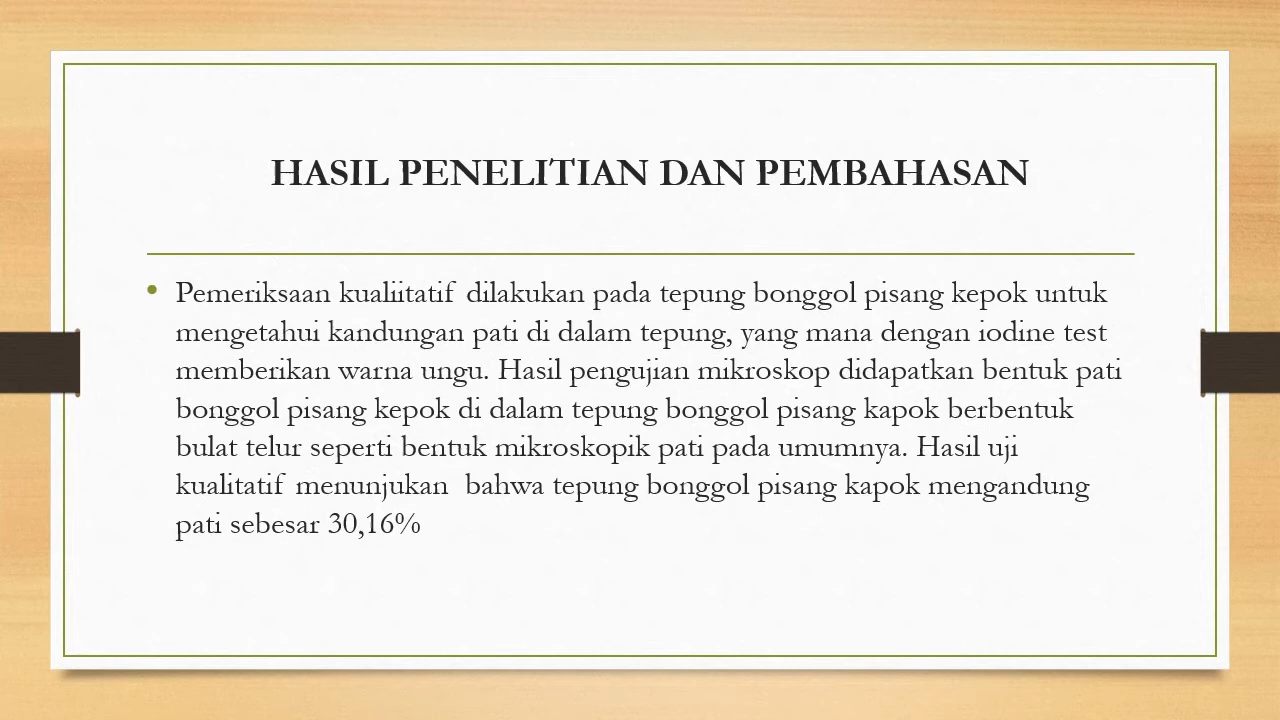 HASIL PENELITIAN DAN PEMBAHASAN
• Pemeriksaan kualiitatif dilakukan pada tepung bonggol pisang kepok untuk
mengetahui kandungan pati di dalam tepung, yang mana dengan iodine test
memberikan warna ungu. Hasil pengujian mikroskop didapatkan bentuk pati
bonggol pisang kepok di dalam tepung bonggol pisang kapok berbentuk
bulat telur seperti bentuk mikroskopik pati pada umumnya. Hasil uji
kualitatif menunjukan bahwa tepung bonggol pisang kapok mengandung
pati sebesar 30,16%